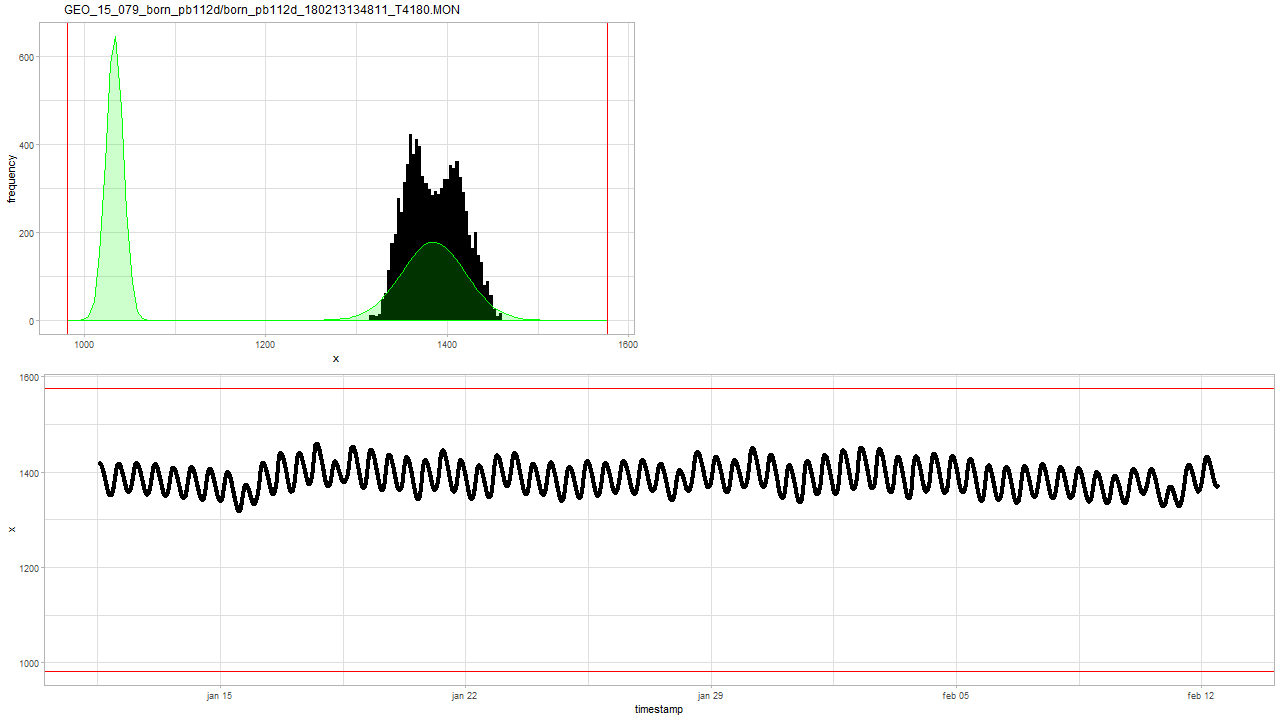 GEO_15_079_born_pb112d/born_pb112d_180213134811_T4180.MON
600
400
200
0
frequency
1000 1200 1400 1600
x
1600
1400
1200
1000
x
jan 15 jan 22 jan 29 feb 05 feb 12
timestamp